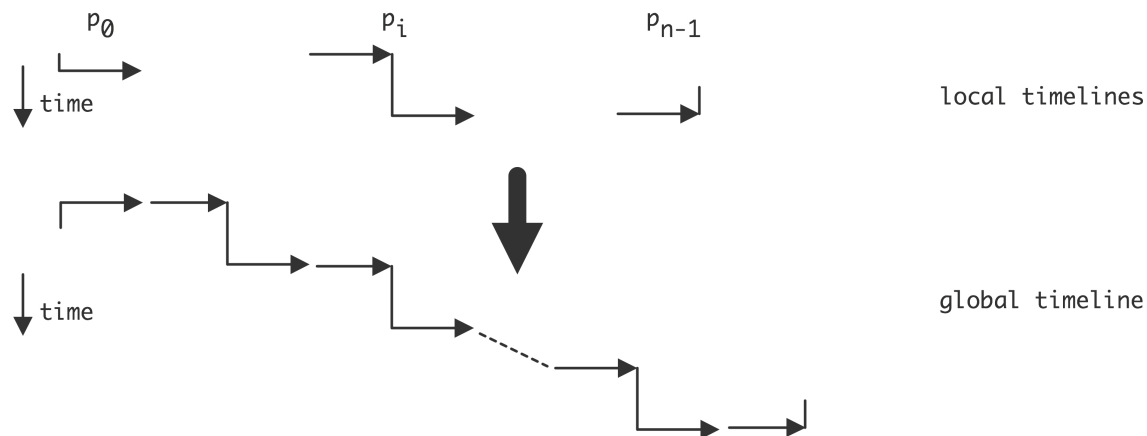 p0 pi pn-1
time
local timelines
time
global timeline